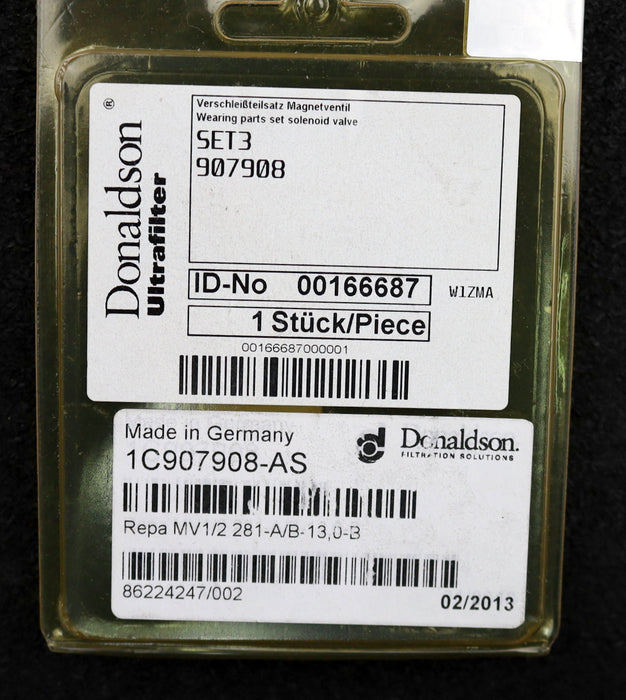 Donaldson®
Ultrafilter
Verschleißteilsatz Magnetventil
Wearing parts set solenoid valve
SET3
907908
ID-No 00166687
W1ZMA
1 Stück/Piece
00166687000001
Made in Germany
Donaldson.
FILTRATION SOLUTIONS
1C907908-AS
Repa MV1/2 281-A/B-13,0-B
86224247/002
02/2013